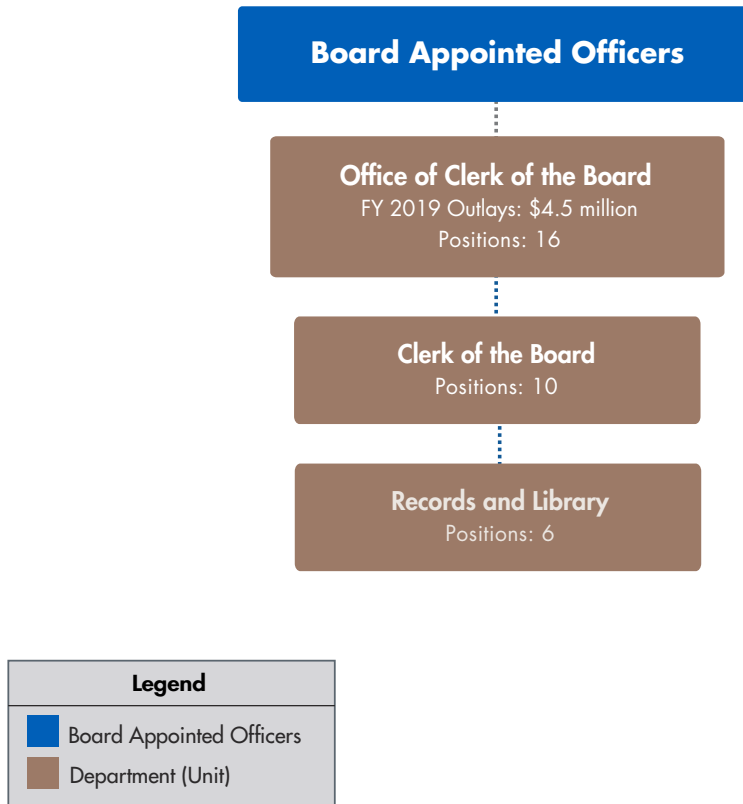 Board Appointed Officers
Office of Clerk of the Board
FY 2019 Outlays: $4.5 million
Positions: 16
Clerk of the Board
Positions: 10
Records and Library
Positions: 6
Legend
Board Appointed Officers
Department (Unit)